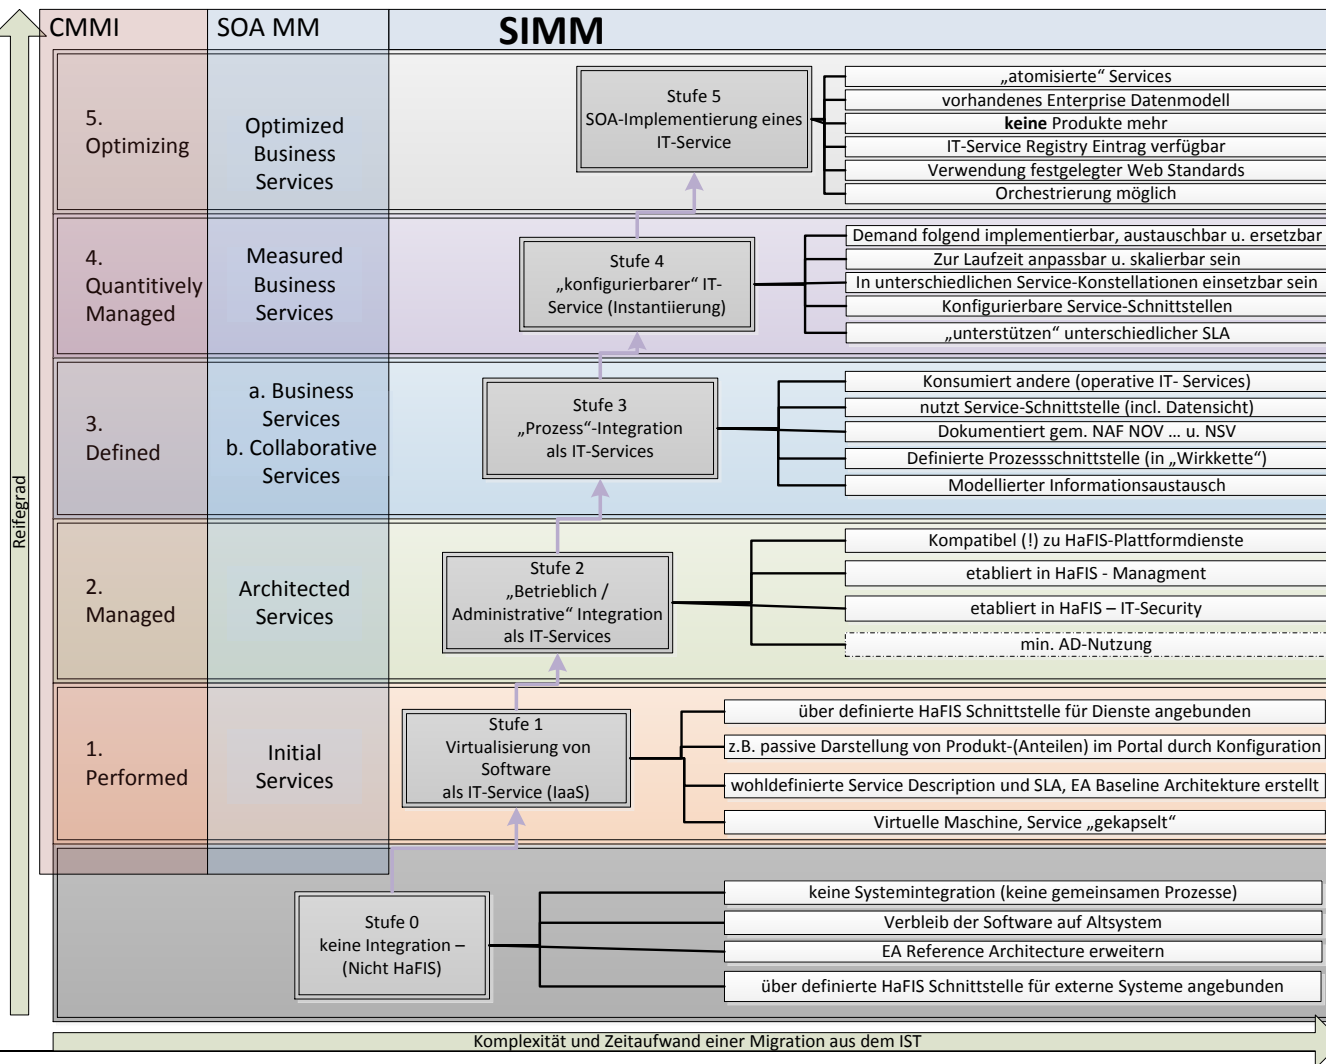 CMMI
SOA MM
SIMM
5.
Optimizing
Optimized
Business
Services
Stufe 5
SOA-Implementierung eines
IT-Service
„atomisierte“ Services
vorhandenes Enterprise Datenmodell
keine Produkte mehr
IT-Service Registry Eintrag verfügbar
Verwendung festgelegter Web Standards
Orchestrierung möglich
4.
Quantitively
Managed
Measured
Business
Services
Stufe 4
„konfigurierbarer“ IT-
Service (Instantiierung)
Demand folgend implementierbar, austauschbar u. ersetzbar
Zur Laufzeit anpassbar u. skalierbar sein
In unterschiedlichen Service-Konstellationen einsetzbar sein
Konfigurierbare Service-Schnittstellen
„unterstützen“ unterschiedlicher SLA
3.
Defined
a. Business
Services
b. Collaborative
Services
Stufe 3
„Prozess“-Integration
als IT-Services
Konsumiert andere (operative IT- Services)
nutzt Service-Schnittstelle (incl. Datensicht)
Dokumentiert gem. NAF NOV ... u. NSV
Definierte Prozessschnittstelle (in „Wirkkette“)
Modellierter Informationsaustausch
2.
Managed
Architected
Services
Stufe 2
„Betrieblich /
Administrative“ Integration
als IT-Services
Kompatibel (!) zu HaFIS-Plattformdienste
etabliert in HaFIS - Managment
etabliert in HaFIS – IT-Security
min. AD-Nutzung
1.
Performed
Initial
Services
Stufe 1
Virtualisierung von
Software
als IT-Service (IaaS)
über definierte HaFIS Schnittstelle für Dienste angebunden
z.B. passive Darstellung von Produkt-(Anteilen) im Portal durch Konfiguration
wohldefinierte Service Description und SLA, EA Baseline Architekture erstellt
Virtuelle Maschine, Service „gekapselt“
Stufe 0
keine Integration –
(Nicht HaFIS)
keine Systemintegration (keine gemeinsamen Prozesse)
Verbleib der Software auf Altsystem
EA Reference Architecture erweitern
über definierte HaFIS Schnittstelle für externe Systeme angebunden
Reifegrad
Komplexität und Zeitaufwand einer Migration aus dem IST